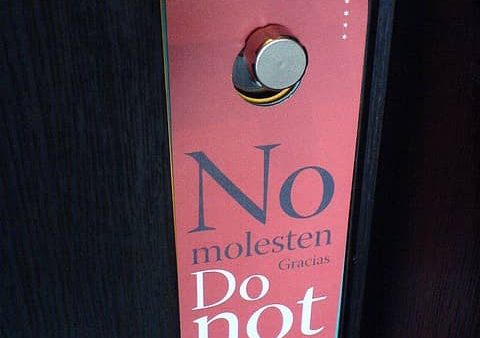 No
molesten
Gracias
Do
not